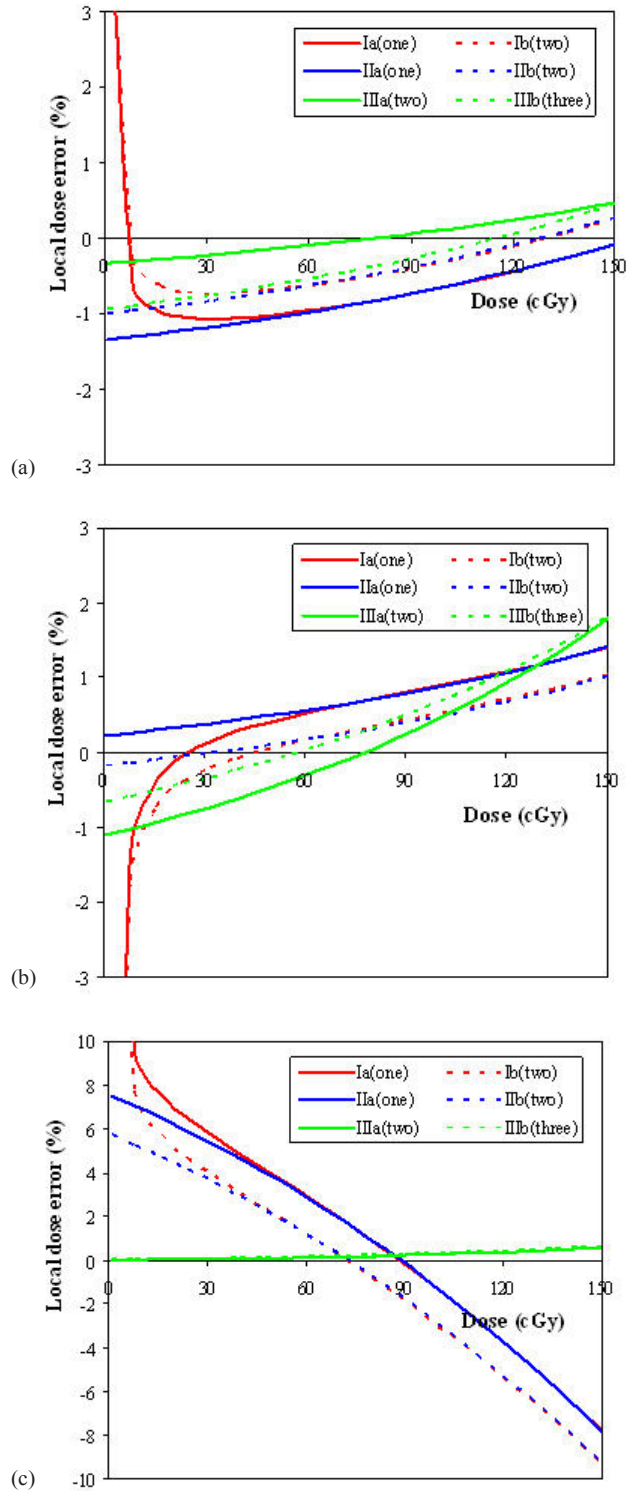 3
2
1
0
-1
-2
-3
Local dose error (%)
Ia(one) Ib(two)
IIa(one) IIb(two)
IIIa(two) IIIb(three)
0 30 60 90 120 150
Dose (cGy)
(a)
3
2
1
0
-1
-2
-3
Local dose error (%)
Ia(one) Ib(two)
IIa(one) IIb(two)
IIIa(two) IIIb(three)
0 30 60 90 120 150
Dose (cGy)
(b)
10
8
6
4
2
0
-2
-4
-6
-8
-10
Local dose error (%)
Ia(one) Ib(two)
IIa(one) IIb(two)
IIIa(two) IIIb(three)
0 30 60 90 120 150
Dose (cGy)
(c)